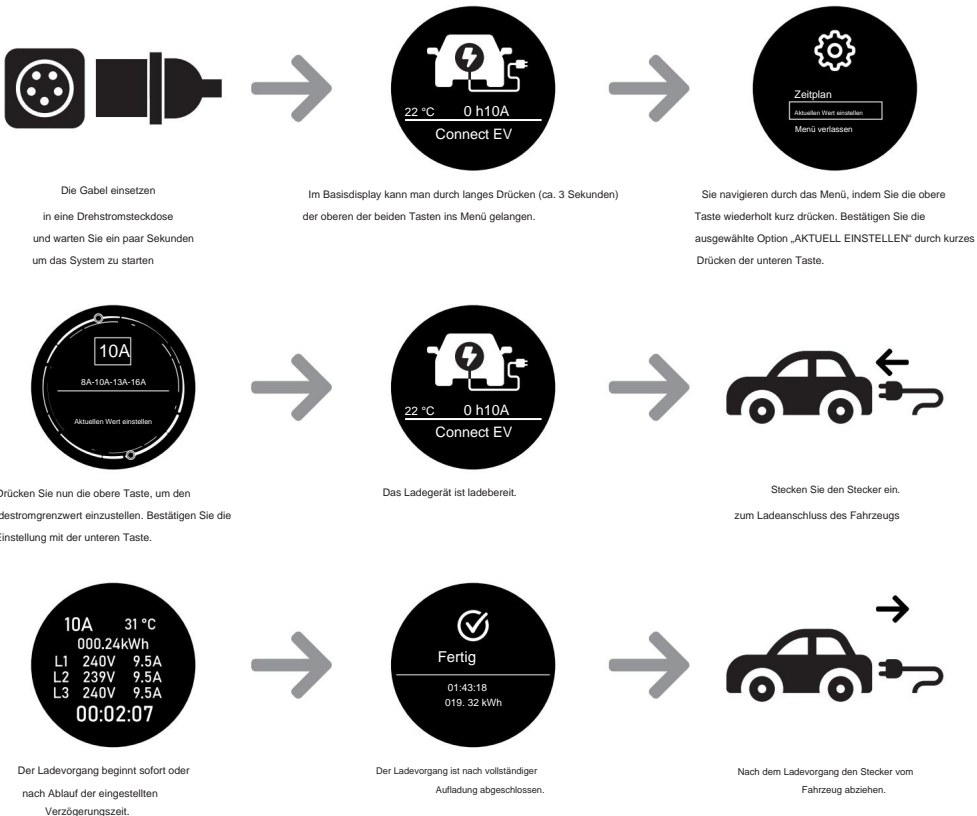 22 °C 0 h10A
Connect EV
Zeitplan
Aktuellen Wert einstellen
Menü verlassen
Die Gabel einsetzen
in eine Drehstromsteckdose
und warten Sie ein paar Sekunden
um das System zu starten
Im Basisdisplay kann man durch langes Drücken (ca. 3 Sekunden)
der oberen der beiden Tasten ins Menü gelangen.
Sie navigieren durch das Menü, indem Sie die obere
Taste wiederholt kurz drücken. Bestätigen Sie die
ausgewählte Option „AKTUELL EINSTELLEN“ durch kurzes
Drücken der unteren Taste.
10A
8A-10A-13A-16A
Aktuellen Wert einstellen
22 °C 0 h10A
Connect EV
Drücken Sie nun die obere Taste, um den
destromgrenzwert einzustellen. Bestätigen Sie die
Einstellung mit der unteren Taste.
Das Ladegerät ist ladebereit.
Stecken Sie den Stecker ein.
zum Ladeanschluss des Fahrzeugs
10A 31 °C
000.24kWh
L1 240V 9.5A
L2 239V 9.5A
L3 240V 9.5A
00:02:07
Fertig
01:43:18
019. 32 kWh
Der Ladevorgang beginnt sofort oder
nach Ablauf der eingestellten
Verzögerungszeit.
Der Ladevorgang ist nach vollständiger
Aufladung abgeschlossen.
Nach dem Ladevorgang den Stecker vom
Fahrzeug abziehen.